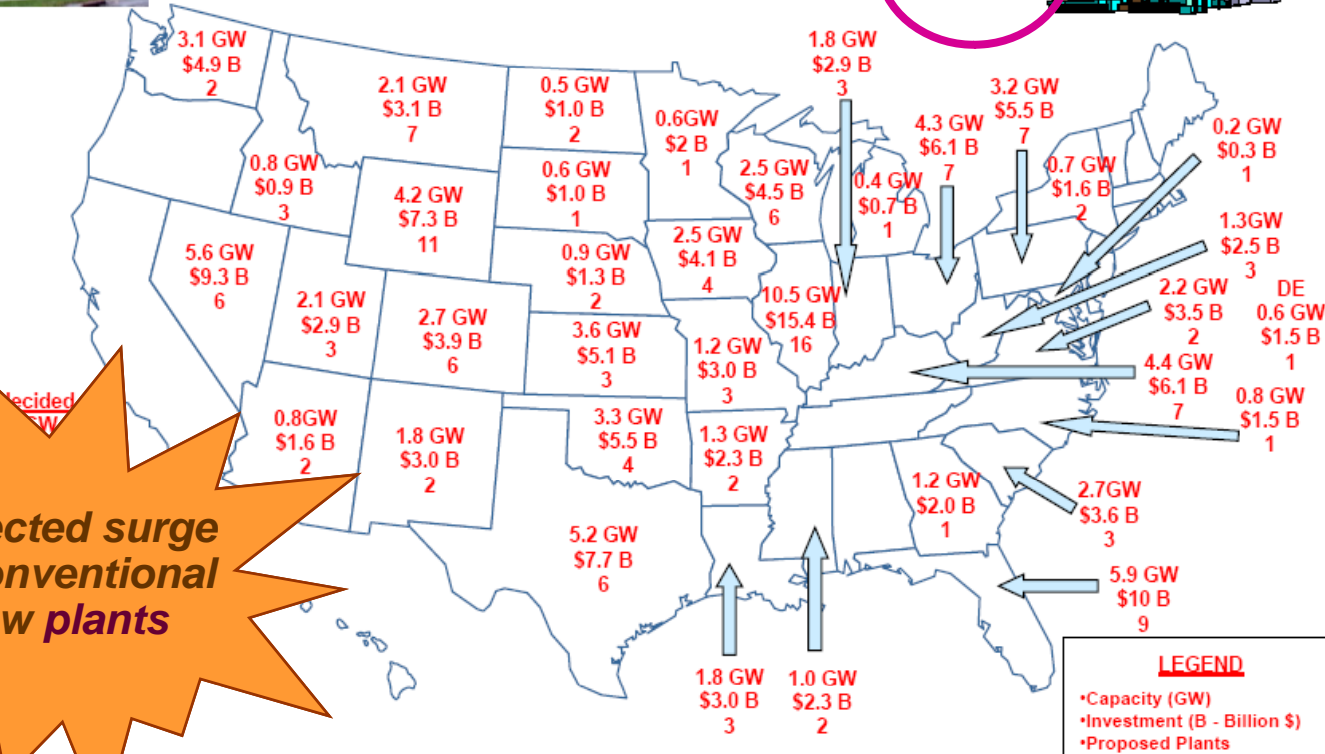 3.1 GW
$4.9 B
2
2.1 GW
$3.1 B
7
0.5 GW
$1.0 B
2
0.6GW
$2 B
1
1.8 GW
$2.9 B
3
3.2 GW
$5.5 B
7
4.3 GW
$6.1 B
7
0.2 GW
$0.3 B
1
0.8 GW
$0.9 B
3
4.2 GW
$7.3 B
11
0.6 GW
$1.0 B
1
2.5 GW
$4.5 B
6
0.4 GW
$0.7 B
1
0.7 GW
$1.6 B
2
1.3GW
$2.5 B
3
5.6 GW
$9.3 B
6
2.1 GW
$2.9 B
3
2.7 GW
$3.9 B
6
0.9 GW
$1.3 B
2
2.5 GW
$4.1 B
4
10.5 GW
$15.4 B
16
2.2 GW
$3.5 B
2
DE
0.6 GW
$1.5 B
1
3.6 GW
$5.1 B
3
1.2 GW
$3.0 B
3
4.4 GW
$6.1 B
7
0.8 GW
$1.5 B
1
ecided
0.8GW
$1.6 B
2
1.8 GW
$3.0 B
2
3.3 GW
$5.5 B
4
1.3 GW
$2.3 B
2
1.2 GW
$2.0 B
1
2.7GW
$3.6 B
3
ected surge
onventional
w plants
5.2 GW
$7.7 B
6
5.9 GW
$10 B
9
1.8 GW
$3.0 B
3
1.0 GW
$2.3 B
2
LEGEND
•Capacity (GW)
•Investment (B - Billion $)
•Proposed Plants